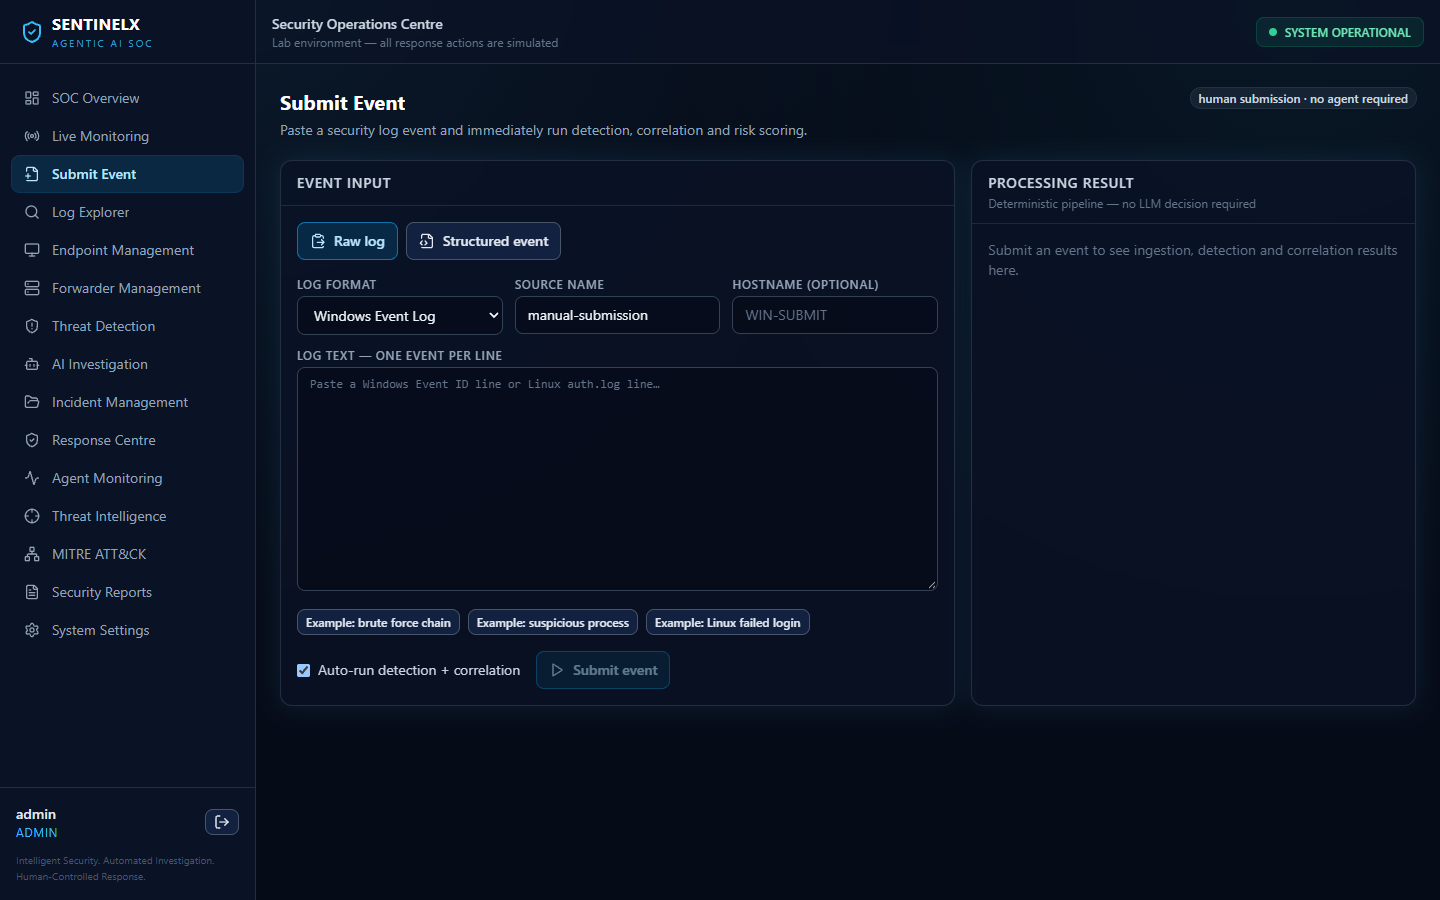 SENTINELX
AGENTIC AI SOC
Security Operations Centre
Lab environment — all response actions are simulated
SYSTEM OPERATIONAL
SOC Overview
Live Monitoring
Submit Event
Log Explorer
Endpoint Management
Forwarder Management
Threat Detection
AI Investigation
Incident Management
Response Centre
Agent Monitoring
Threat Intelligence
MITRE ATT&CK
Security Reports
System Settings
admin
ADMIN
Intelligent Security. Automated Investigation.
Human-Controlled Response.
Submit Event
Paste a security log event and immediately run detection, correlation and risk scoring.
human submission · no agent required
EVENT INPUT
Raw log
Structured event
LOG FORMAT
SOURCE NAME
HOSTNAME (OPTIONAL)
Windows Event Log
manual-submission
WIN-SUBMIT
LOG TEXT — ONE EVENT PER LINE
Paste a Windows Event ID line or Linux auth.log line…
Example: brute force chain
Example: suspicious process
Example: Linux failed login
Auto-run detection + correlation
Submit event
PROCESSING RESULT
Deterministic pipeline — no LLM decision required
Submit an event to see ingestion, detection and correlation results
here.